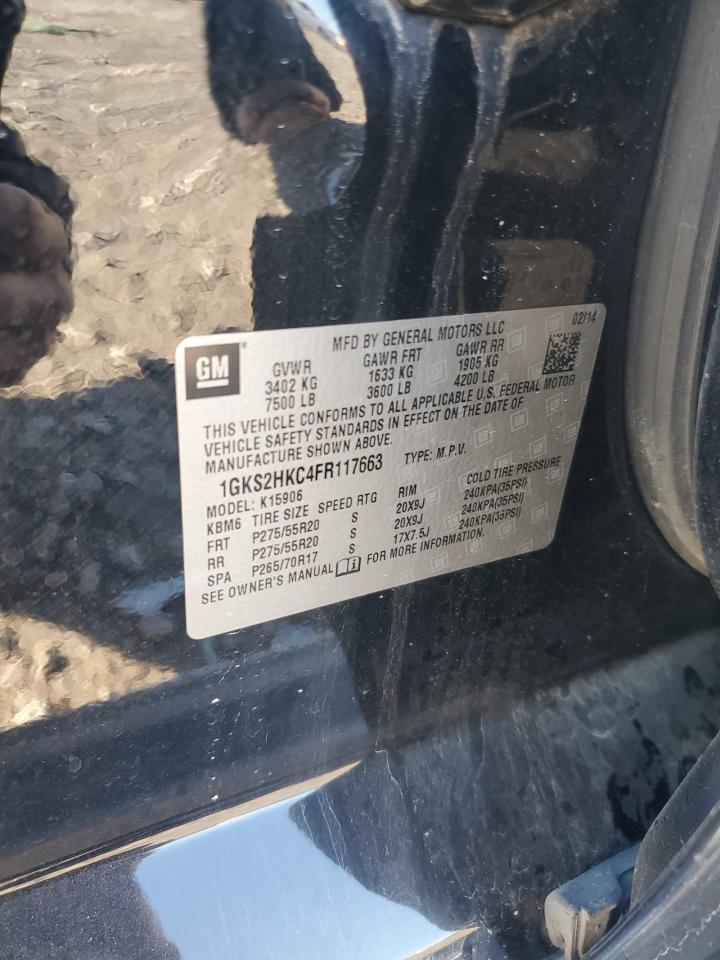 GM
MFD BY GENERAL MOTORS LLC 02/14
GVWR GAWR FRT GAWR RR
3402 KG 1633 KG 1905 KG
7500 LB 3600 LB 4200 LB
THIS VEHICLE CONFORMS TO ALL APPLICABLE U.S. FEDERAL MOTOR
VEHICLE SAFETY STANDARDS IN EFFECT ON THE DATE OF
MANUFACTURE SHOWN ABOVE.
1GKS2HKC4FR117663 TYPE: M.P.V.
MODEL: K15906
KBM6 TIRE SIZE SPEED RTG RIM COLD TIRE PRESSURE
FRT P275/55R20 S 20X9J 240KPA(35PSI)
RR P275/55R20 S 20X9J 240KPA(35PSI)
SPA P265/70R17 S 17X7.5J 240KPA(35PSI)
SEE OWNER'S MANUAL FOR MORE INFORMATION.